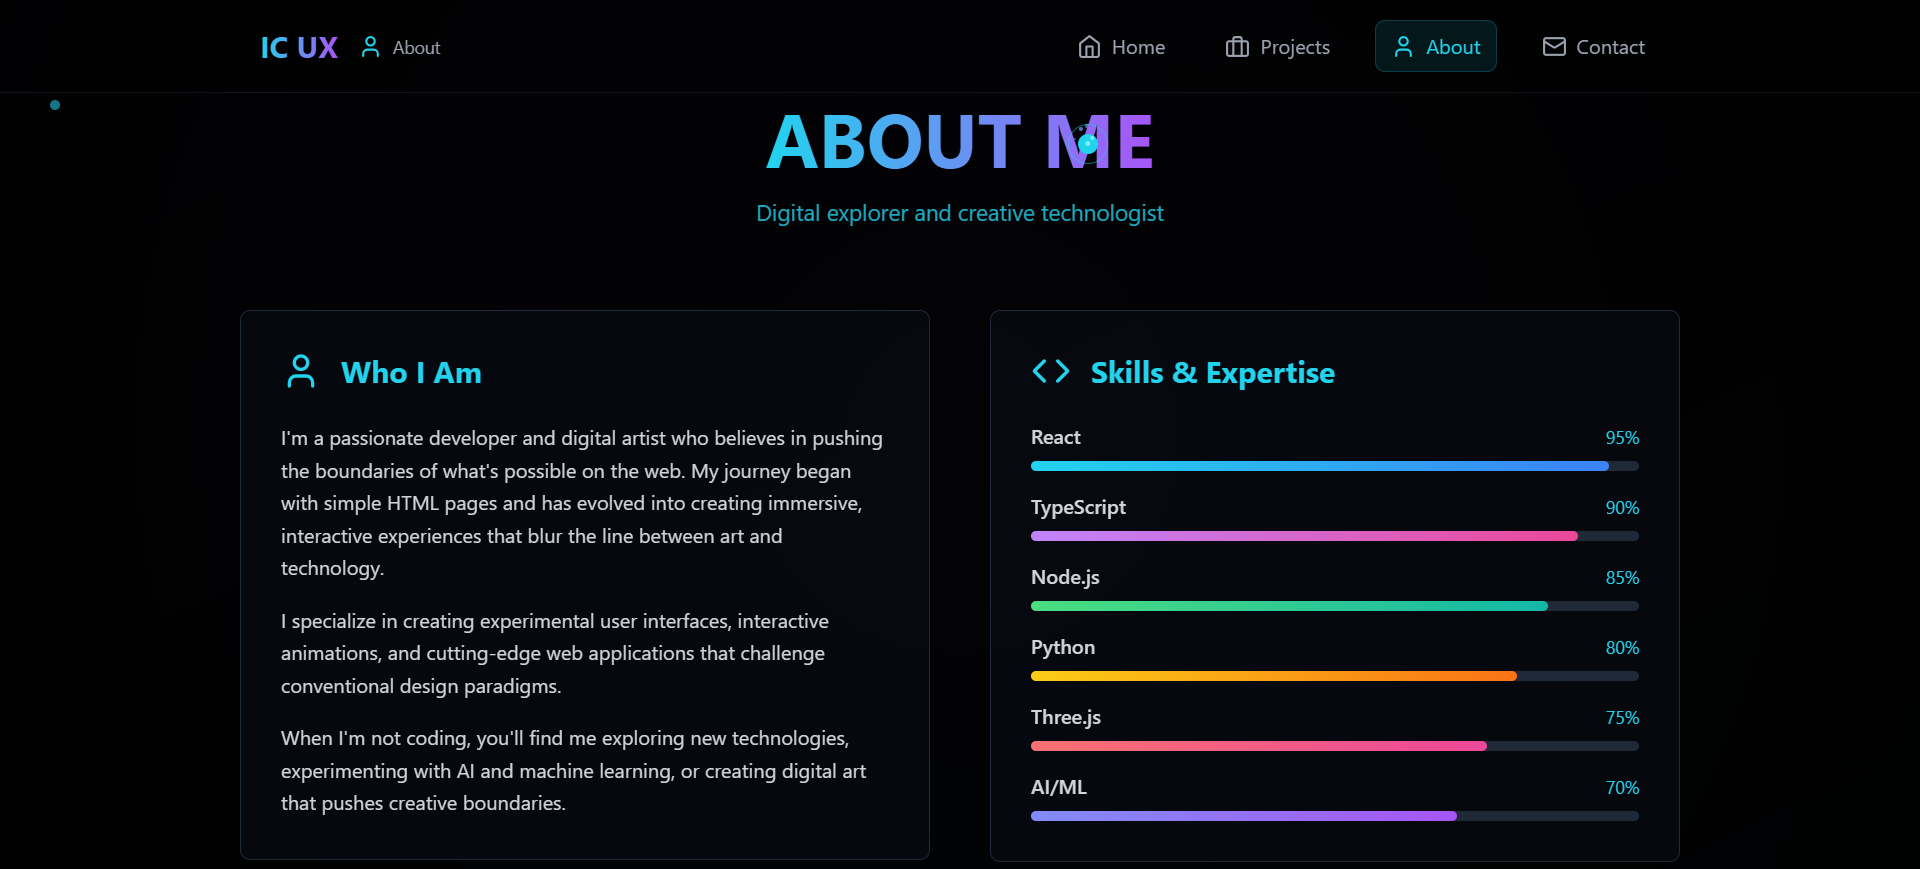 IC UX
About
Home
Projects
About
Contact
ABOUT ME
Digital explorer and creative technologist
Who I Am
I'm a passionate developer and digital artist who believes in pushing
the boundaries of what's possible on the web. My journey began
with simple HTML pages and has evolved into creating immersive,
interactive experiences that blur the line between art and
technology.
I specialize in creating experimental user interfaces, interactive
animations, and cutting-edge web applications that challenge
conventional design paradigms.
When I'm not coding, you'll find me exploring new technologies,
experimenting with AI and machine learning, or creating digital art
that pushes creative boundaries.
Skills & Expertise
React 95%
TypeScript 90%
Node.js 85%
Python 80%
Three.js 75%
AI/ML 70%